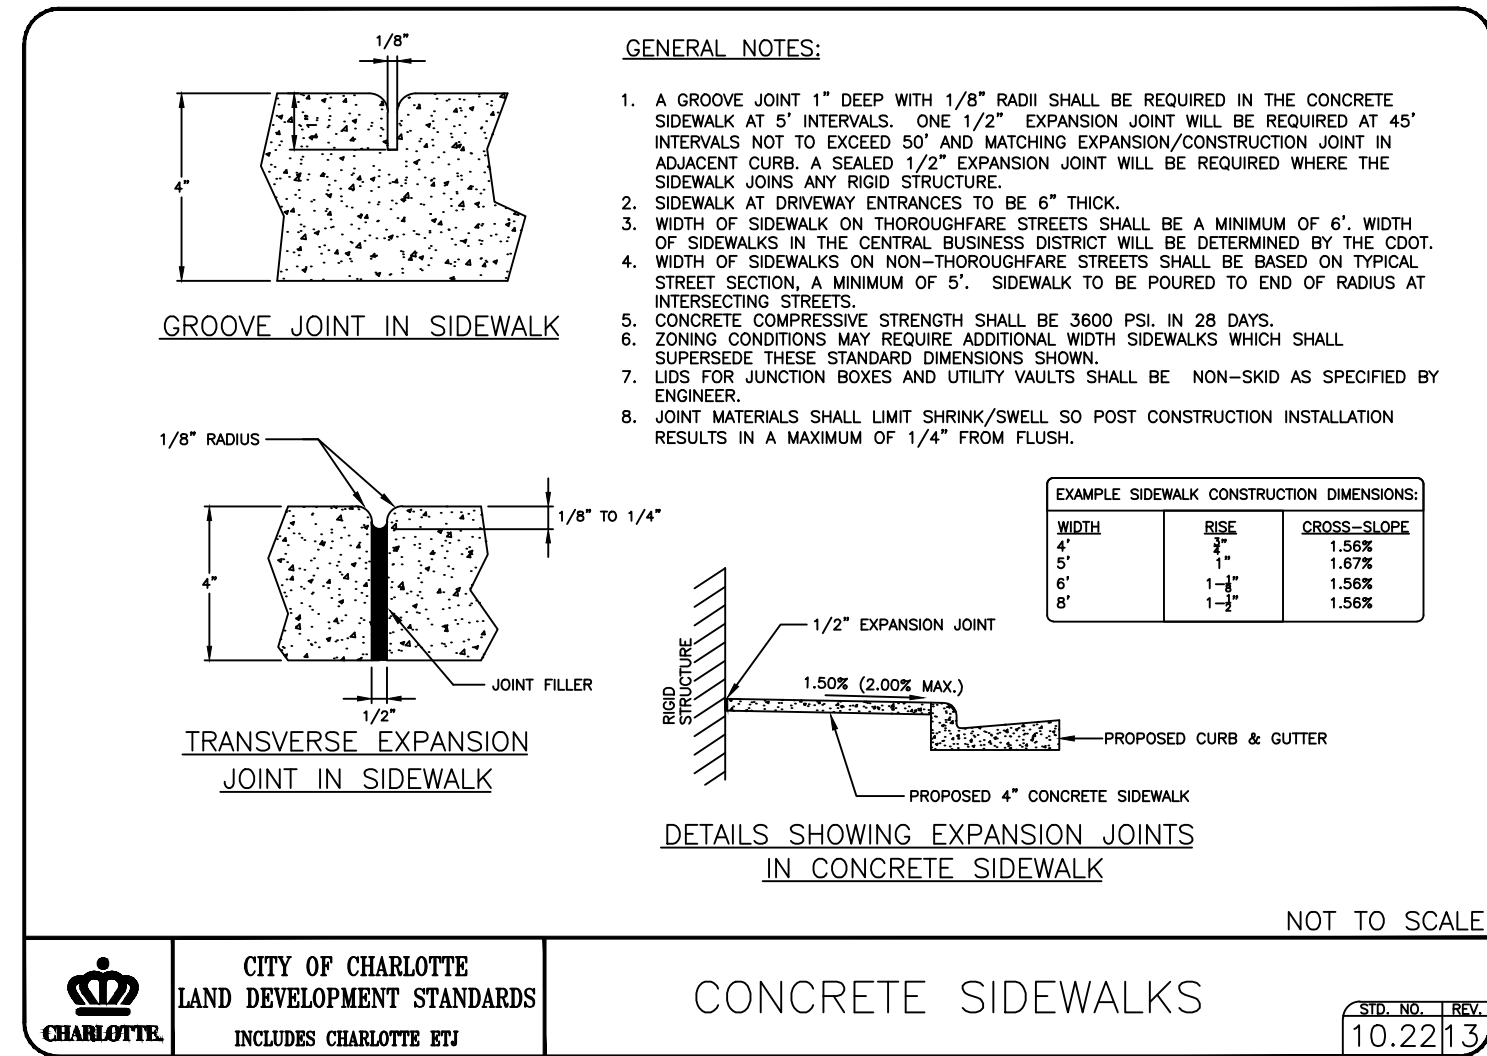 1/8"
4"
GROOVE JOINT IN SIDEWALK
GENERAL NOTES:
1. A GROOVE JOINT 1" DEEP WITH 1/8" RADII SHALL BE REQUIRED IN THE CONCRETE
SIDEWALK AT 5' INTERVALS. ONE 1/2" EXPANSION JOINT WILL BE REQUIRED AT 45'
INTERVALS NOT TO EXCEED 50' AND MATCHING EXPANSION/CONSTRUCTION JOINT IN
ADJACENT CURB. A SEALED 1/2" EXPANSION JOINT WILL BE REQUIRED WHERE THE
SIDEWALK JOINS ANY RIGID STRUCTURE.
2. SIDEWALK AT DRIVEWAY ENTRANCES TO BE 6" THICK.
3. WIDTH OF SIDEWALK ON THOROUGHFARE STREETS SHALL BE A MINIMUM OF 6'. WIDTH
OF SIDEWALKS IN THE CENTRAL BUSINESS DISTRICT WILL BE DETERMINED BY THE CDOT.
4. WIDTH OF SIDEWALKS ON NON-THOROUGHFARE STREETS SHALL BE BASED ON TYPICAL
STREET SECTION, A MINIMUM OF 5'. SIDEWALK TO BE POURED TO END OF RADIUS AT
INTERSECTING STREETS.
5. CONCRETE COMPRESSIVE STRENGTH SHALL BE 3600 PSI. IN 28 DAYS.
6. ZONING CONDITIONS MAY REQUIRE ADDITIONAL WIDTH SIDEWALKS WHICH SHALL
SUPERSEDE THESE STANDARD DIMENSIONS SHOWN.
7. LIDS FOR JUNCTION BOXES AND UTILITY VAULTS SHALL BE NON-SKID AS SPECIFIED BY
ENGINEER.
8. JOINT MATERIALS SHALL LIMIT SHRINK/SWELL SO POST CONSTRUCTION INSTALLATION
RESULTS IN A MAXIMUM OF 1/4" FROM FLUSH.
1/8" RADIUS
1/8" TO 1/4"
4"
JOINT FILLER
1/2"
TRANSVERSE EXPANSION
JOINT IN SIDEWALK
EXAMPLE SIDEWALK CONSTRUCTION DIMENSIONS:
WIDTH RISE CROSS-SLOPE
4' 3/4" 1.56%
5' 1" 1.67%
6' 1-1/8" 1.56%
8' 1-1/2" 1.56%
RIGID
STRUCTURE
1/2" EXPANSION JOINT
1.50% (2.00% MAX.)
PROPOSED CURB & GUTTER
PROPOSED 4" CONCRETE SIDEWALK
DETAILS SHOWING EXPANSION JOINTS
IN CONCRETE SIDEWALK
NOT TO SCALE
CHARLOTTE.
CITY OF CHARLOTTE
LAND DEVELOPMENT STANDARDS
INCLUDES CHARLOTTE ETJ
CONCRETE SIDEWALKS
STD. NO. REV.
10.22 13